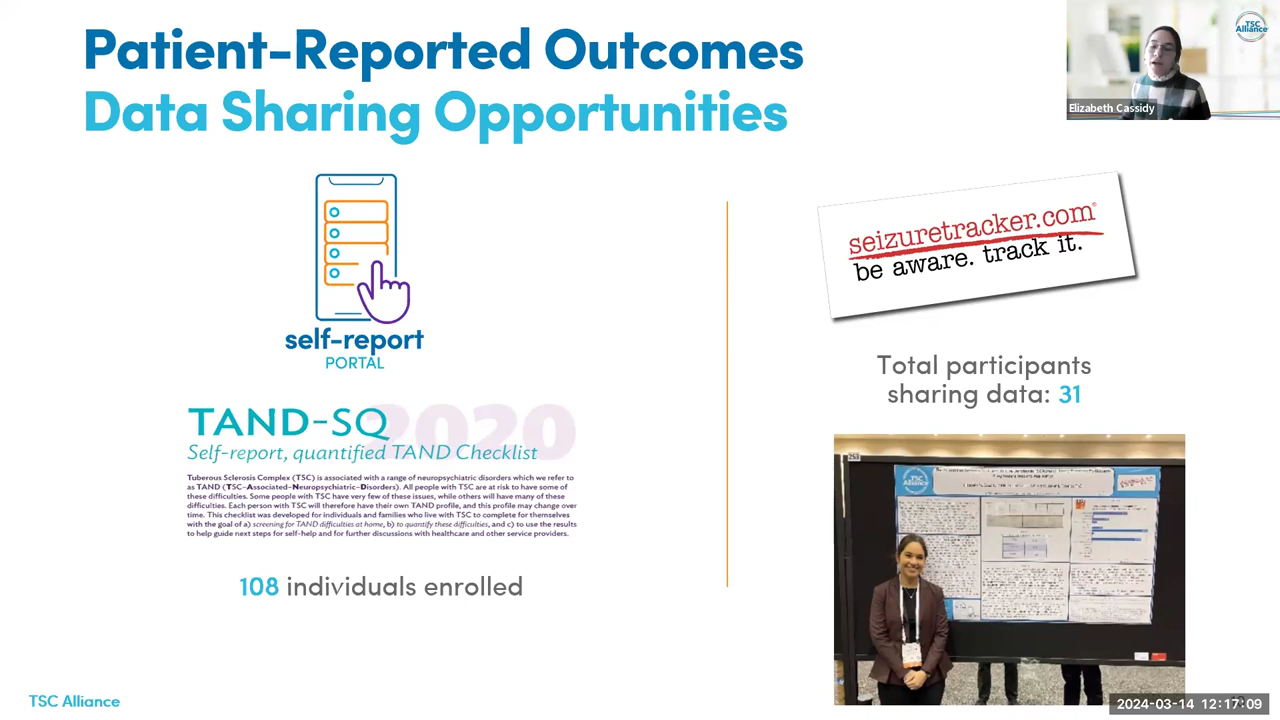 Patient-Reported Outcomes
Data Sharing Opportunities
TSC
Alliance
Elizabeth Cassidy
self-report
PORTAL
TAND-SQ
2020
Self-report, quantified TAND Checklist
Tuberous Sclerosis Complex (TSC) is associated with a range of neuropsychiatric disorders which we refer to
as TAND (TSC-Associated-Neuropsychiatric-Disorders). All people with TSC are at risk to have some of
these difficulties. Some people with TSC have very few of these issues, while others will have many of these
difficulties. Each person with TSC will therefore have their own TAND profile, and this profile may change over
time. This checklist was developed for individuals and families who live with TSC to complete for themselves
with the goal of a) screening for TAND difficulties at home, b) to quantify these difficulties, and c) to use the results
to help guide next steps for self-help and for further discussions with healthcare and other service providers.
108 individuals enrolled
seizuretracker.com®
be aware. track it.
Total participants
sharing data: 31
253
TSC
Alliance
TSC Alliance
2024-03-14 12:17:09